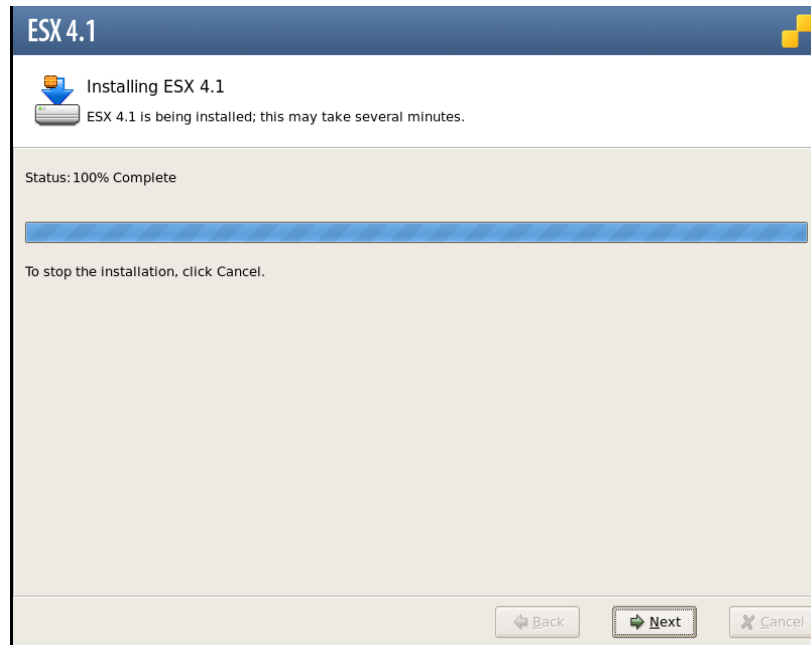 ESX 4.1
Installing ESX 4.1
ESX 4.1 is being installed; this may take several minutes.
Status: 100% Complete
To stop the installation, click Cancel.
Back Next Cancel